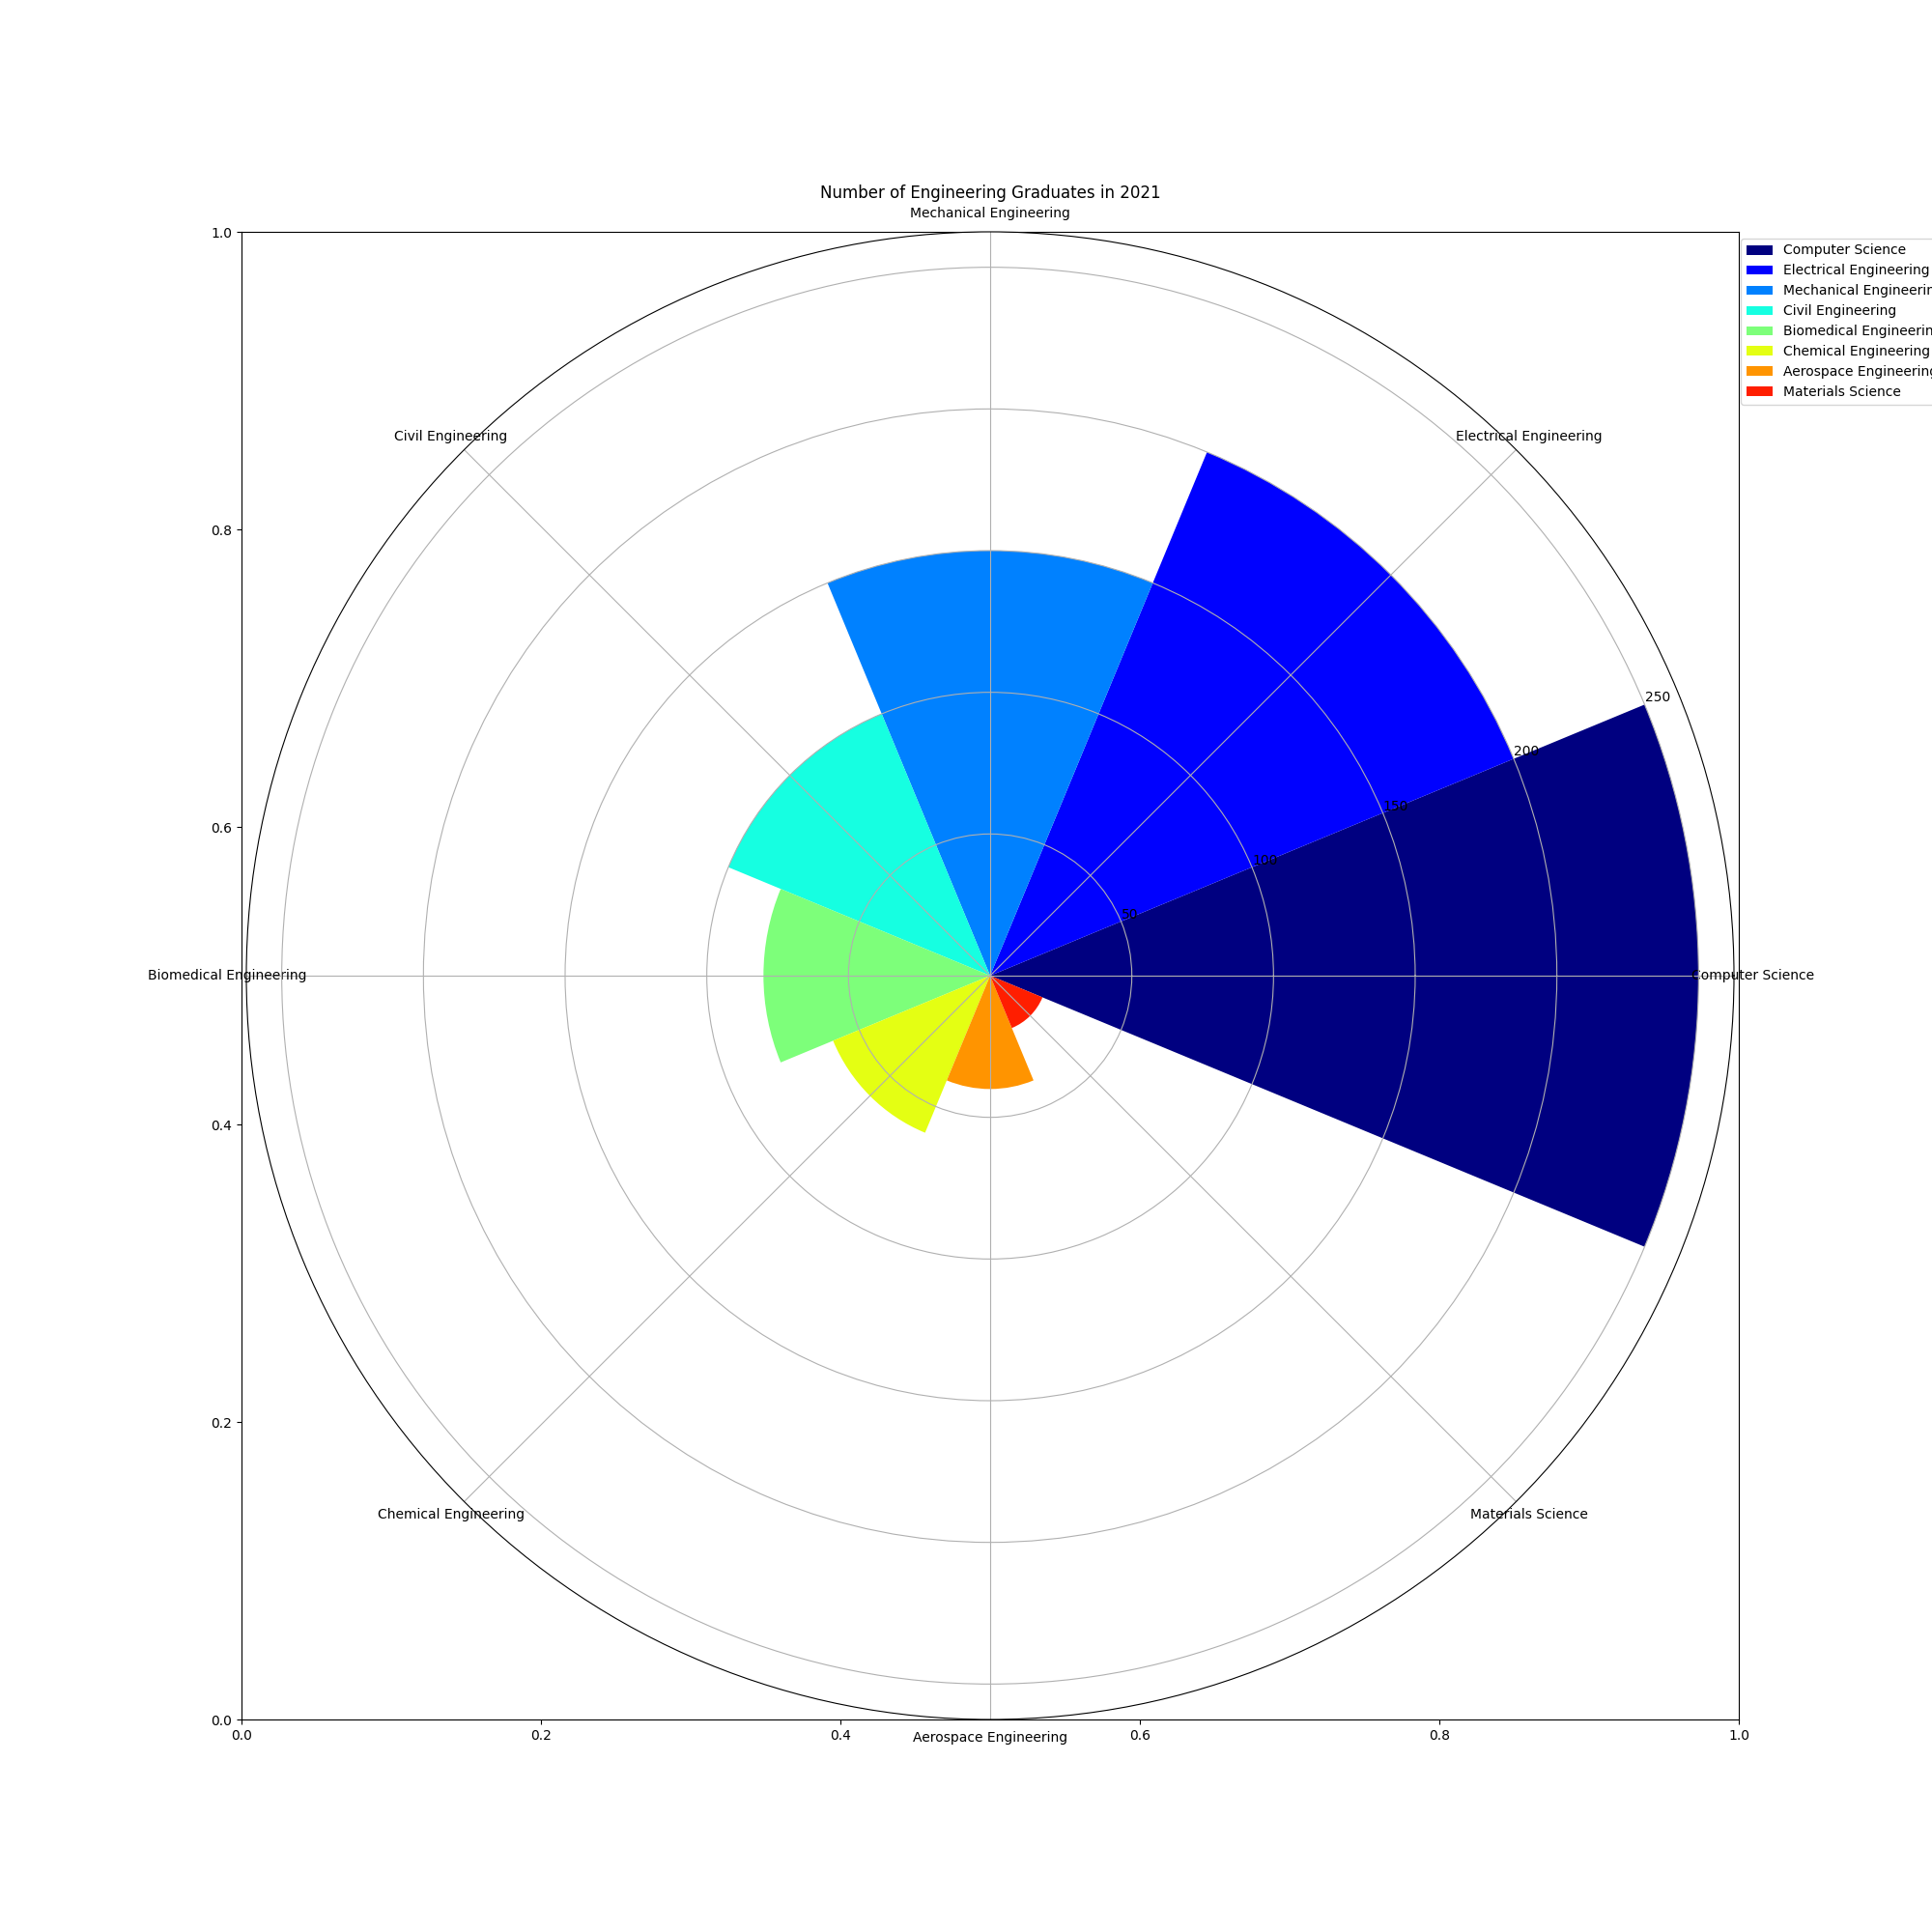 Number of Engineering Graduates in 2021
Mechanical Engineering
1.0
Computer Science
Electrical Engineering
Mechanical Engineerin
Civil Engineering
Biomedical Engineerin
Chemical Engineering
Aerospace Engineering
Materials Science
Civil Engineering
Electrical Engineering
0.8
250
200
150
0.6
100
50
Biomedical Engineering
Computer Science
0.4
0.2
Chemical Engineering
Materials Science
0.0
0.0
0.2
0.4
0.6
0.8
1.0
Aerospace Engineering